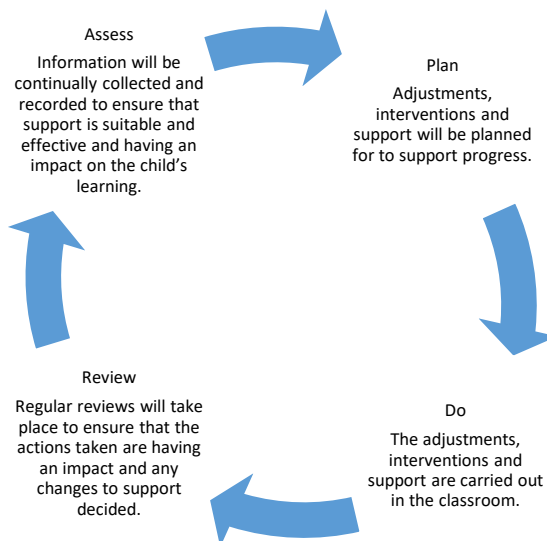 Assess
Information will be
continually collected and
recorded to ensure that
support is suitable and
effective and having an
impact on the child’s
learning.
Plan
Adjustments,
interventions and
support will be planned
for to support progress.
Do
The adjustments,
interventions and
support are carried out
in the classroom.
Review
Regular reviews will take
place to ensure that the
actions taken are having
an impact and any
changes to support
decided.